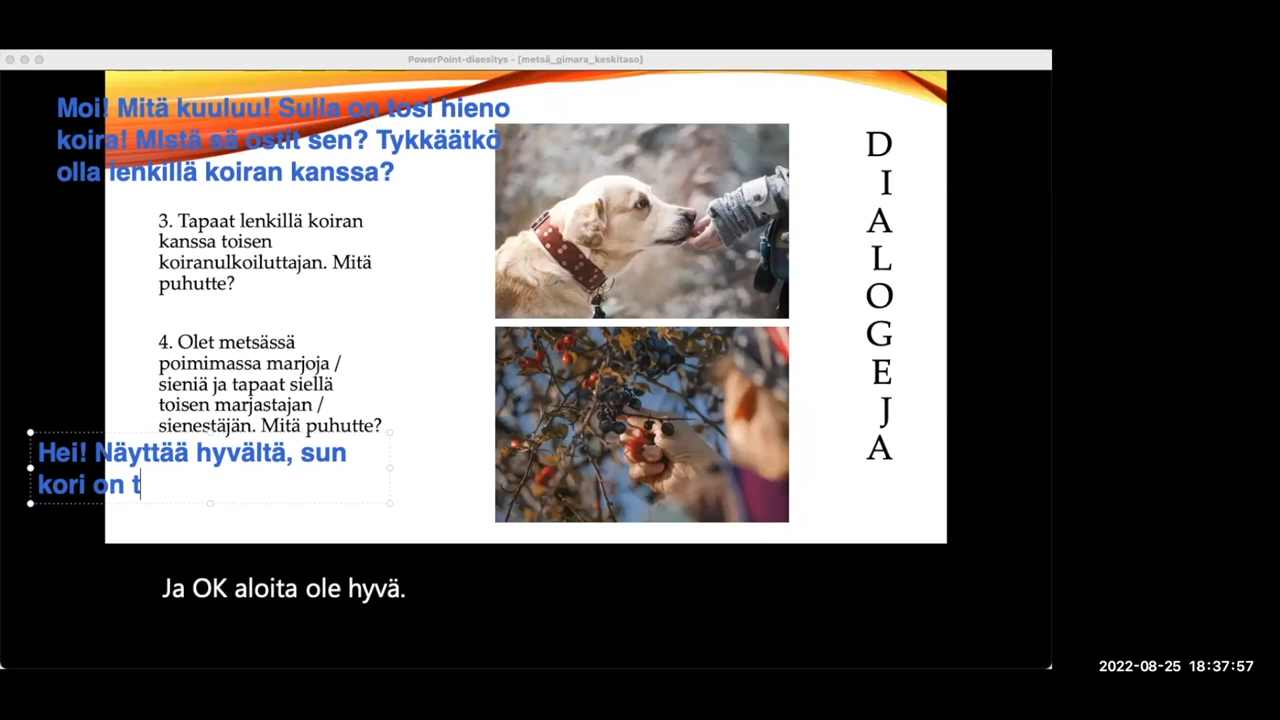 PowerPoint-diaesitys - [metsä_gimara_keskitaso]
Moi! Mitä kuuluu! Sulla on tosi hieno
koira! Mistä sä ostit sen? Tykkäätkö
olla lenkillä koiran kanssa?
3. Tapaat lenkillä koiran
kanssa toisen
koiranulkoiluttajan. Mitä
puhutte?
4. Olet metsässä
poimimassa marjoja /
sieniä ja tapaat siellä
toisen marjastajan /
sienestäjän. Mitä puhutte?
Hei! Näyttää hyvältä, sun
kori on t
D
I
A
L
O
G
E
J
A
Ja OK aloita ole hyvä.
2022-08-25 18:37:57